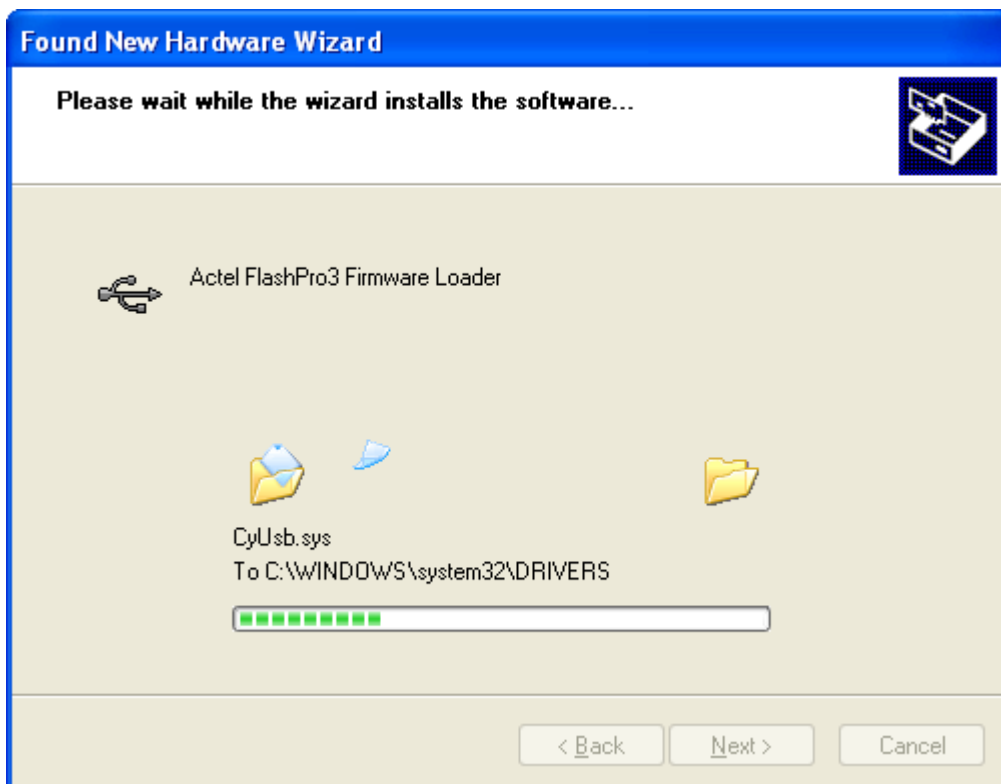 Found New Hardware Wizard
Please wait while the wizard installs the software...
Actel FlashPro3 Firmware Loader
CyUsb.sys
To C:\WINDOWS\system32\DRIVERS
< Back
Next >
Cancel